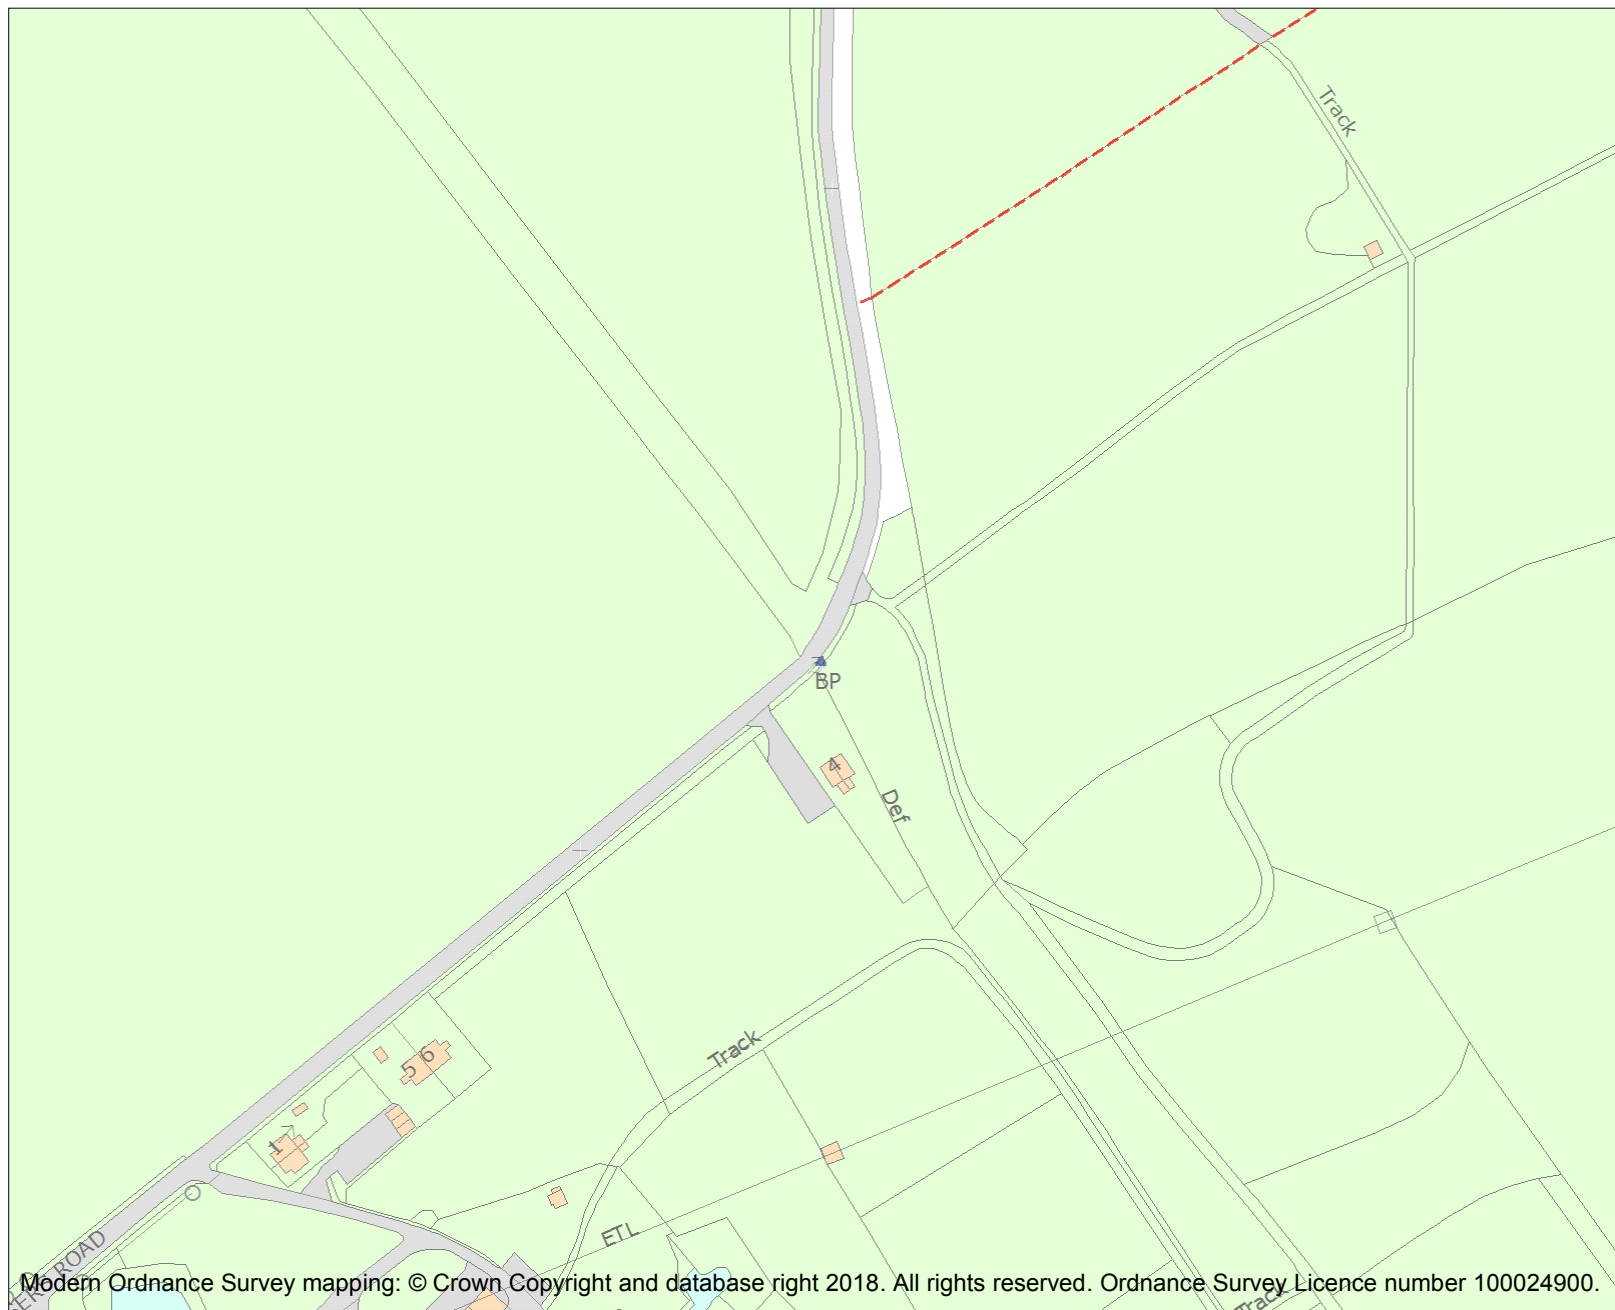 Track
BP
4
Def
Track
5 6
1
ETL
ROAD
Track
Modern Ordnance Survey mapping: © Crown Copyright and database right 2018. All rights reserved. Ordnance Survey Licence number 100024900.